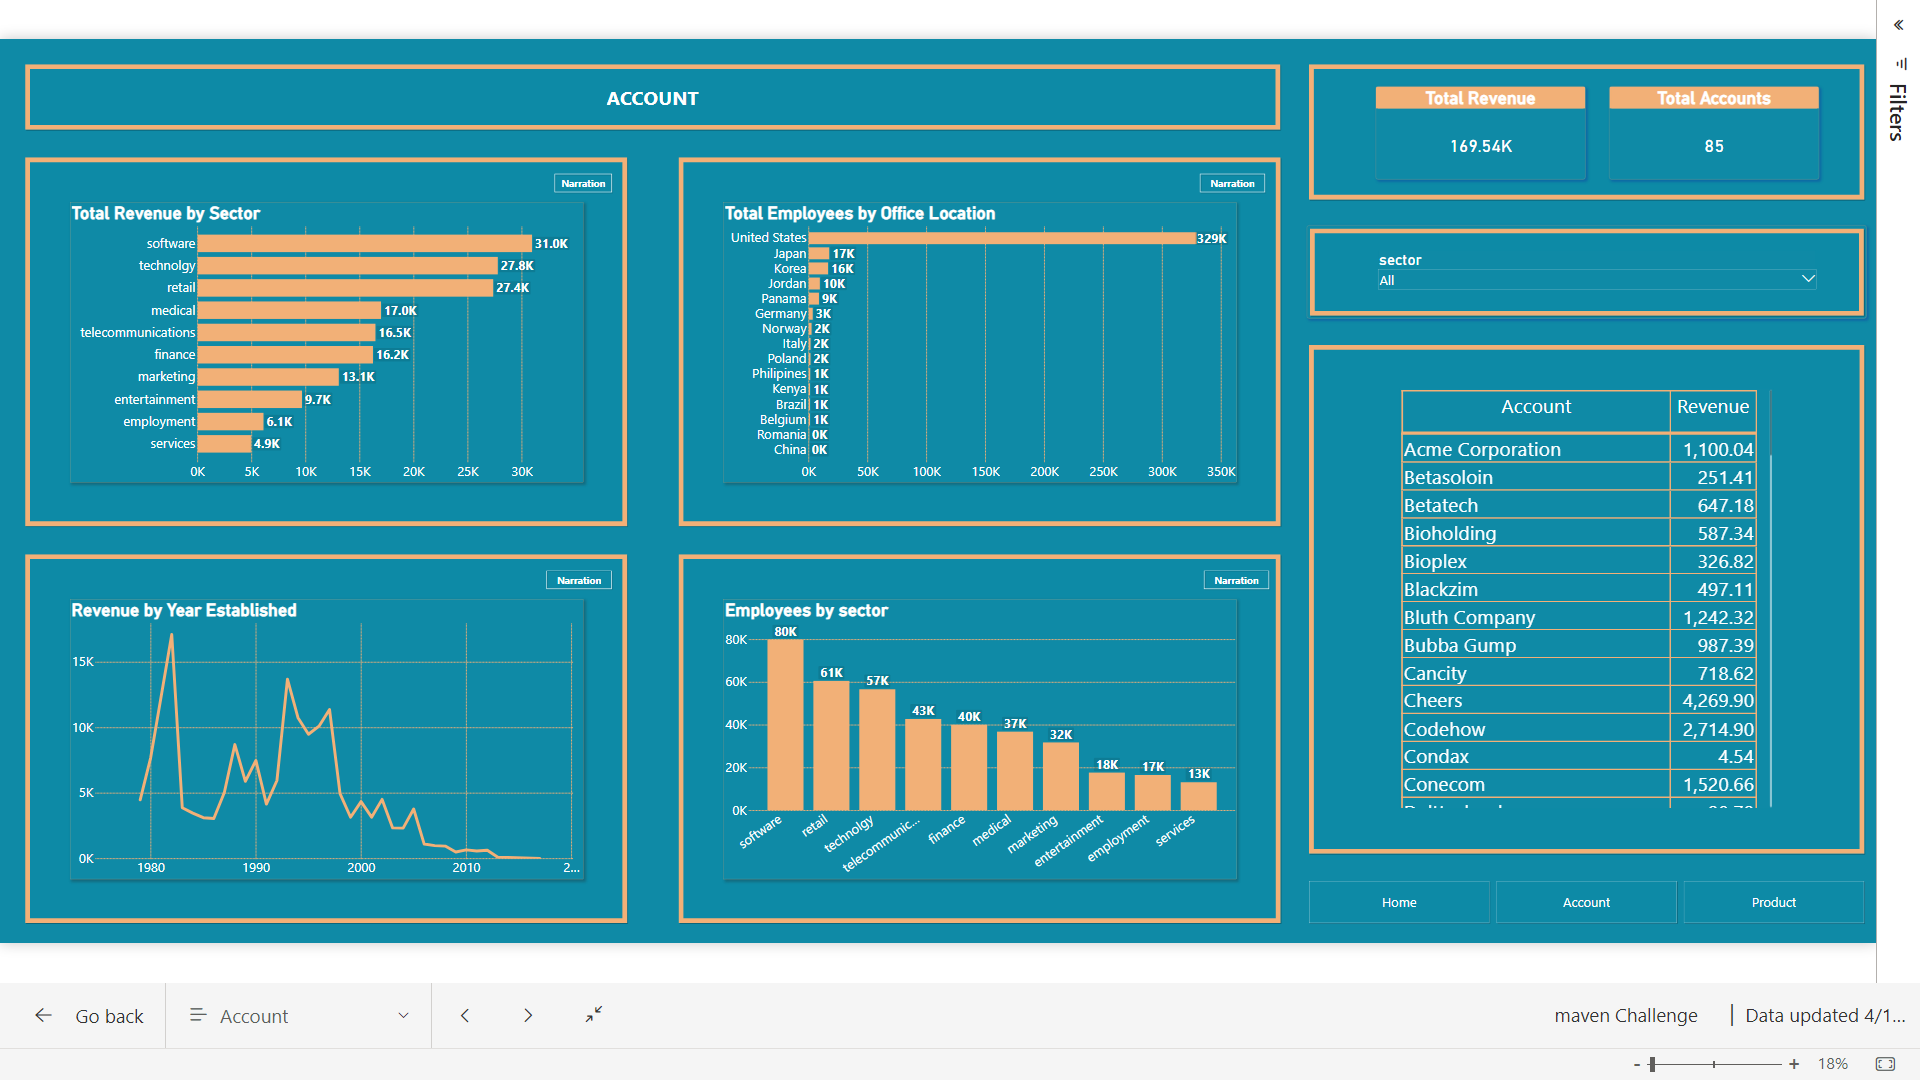 ACCOUNT
Total Revenue
169.54K
Total Accounts
85
Filters
Narration
Total Revenue by Sector
software 31.0K
technolgy 27.8K
retail 27.4K
medical 17.0K
telecommunications 16.5K
finance 16.2K
marketing 13.1K
entertainment 9.7K
employment 6.1K
services 4.9K
0K 5K 10K 15K 20K 25K 30K
Narration
Total Employees by Office Location
United States 329K
Japan 17K
Korea 16K
Jordan 10K
Panama 9K
Germany 3K
Norway 2K
Italy 2K
Poland 2K
Philipines 1K
Kenya 1K
Brazil 1K
Belgium 1K
Romania 0K
China 0K
0K 50K 100K 150K 200K 250K 300K 350K
sector
All
Account Revenue
Acme Corporation 1,100.04
Betasoloin 251.41
Betatech 647.18
Bioholding 587.34
Bioplex 326.82
Blackzim 497.11
Bluth Company 1,242.32
Bubba Gump 987.39
Cancity 718.62
Cheers 4,269.90
Codehow 2,714.90
Condax 4.54
Conecom 1,520.66
Narration
Revenue by Year Established
15K
10K
5K
0K
1980 1990 2000 2010 2...
Narration
Employees by sector
80K
60K
40K
20K
0K
80K 61K 57K 43K 40K 37K 32K 18K 17K 13K
software retail technolgy telecommunic... finance medical marketing entertainment employment services
Home Account Product
Go back
Account
maven Challenge | Data updated 4/1...
- + 18%